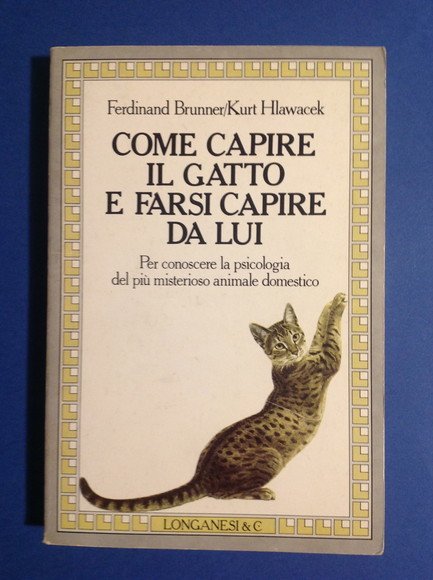 Ferdinand Brunner/Kurt Hlawacek
COME CAPIRE
IL GATTO
E FARSI CAPIRE
DA LUI
Per conoscere la psicologia
del più misterioso animale domestico
LONGANESI & C.